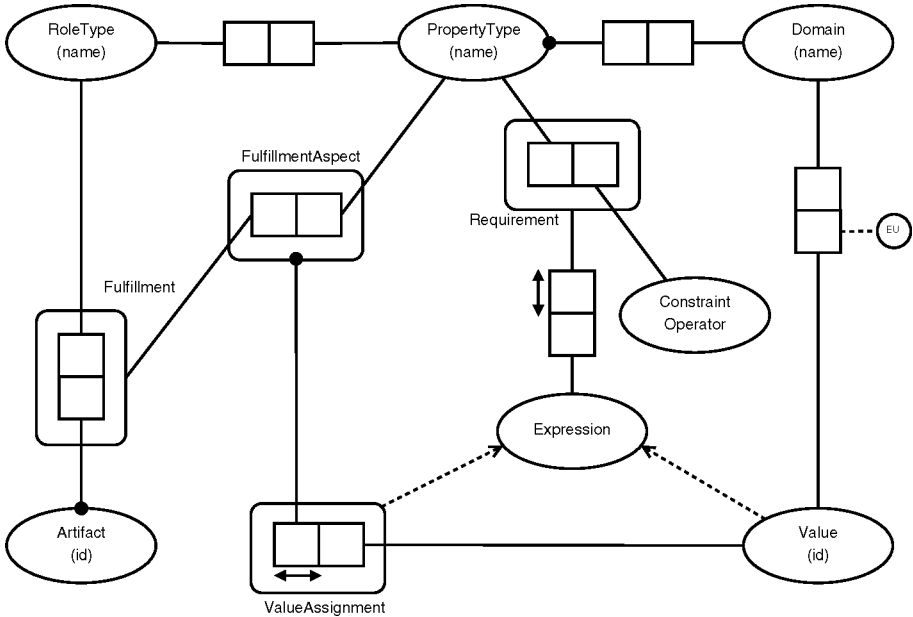 RoleType
(name)
PropertyType
(name)
Domain
(name)
FulfillmentAspect
Requirement
EU
Fulfillment
Constraint
Operator
Expression
Artifact
(id)
Value
(id)
ValueAssignment